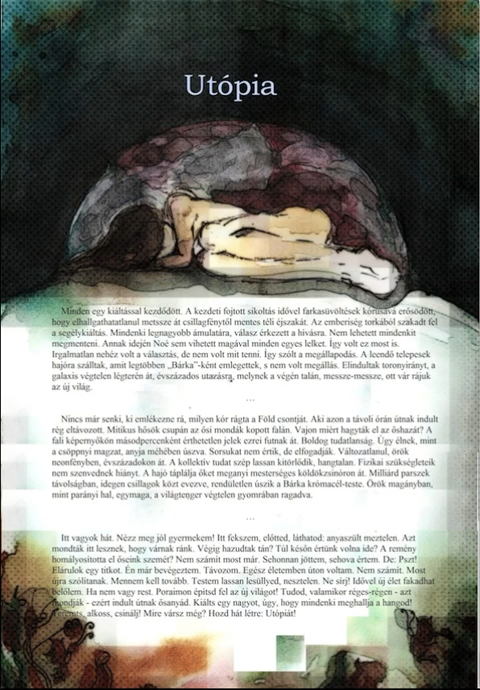 Utópia
Minden egy kiáltással kezdődött. A kezdeti fojtott sikoltás idővel farkasüvöltések kórusává erősödött,
hogy elhallgathatatlanul metssze át csillagfénytől mentes téli éjszakát. Az emberiség torkából szakadt fel
a segélykiáltás. Mindenki legnagyobb ámulatára, válasz érkezett a hívásra. Nem lehetett mindenkit
megmenteni. Annak idején Noé sem vihetett magával minden egyes lelket. Így volt ez most is.
Irgalmatlan nehéz volt a választás, de nem volt mit tenni. Így szólt a megállapodás. A leendő telepesek
hajóra szálltak, amit legtöbben „Bárka”-ként emlegettek, s nem volt megállás. Elindultak toronyiránt, a
galaxis végtelen légterén át, évszázados utazásra, melynek a végén talán, messze-messze, ott vár rájuk
az új világ.
...
Nincs már senki, ki emlékezne rá, milyen kór rágta a Föld csontját. Aki azon a távoli órán útnak indult
rég eltávozott. Mitikus hősök csupán az ősi mondák kopott falán. Vajon miért hagyták el az őshazát? A
fali képernyőkön másodpercenként érthetetlen jelek ezrei futnak át. Boldog tudatlanság. Úgy élnek, mint
a csöppnyi magzat, anyja méhében úszva. Sorsukat nem értik, de elfogadják. Változatlanul, örök
neonfényben, évszázadokon át. A kollektív tudat szép lassan kitörlődik, hangtalan. Fizikai szükségleteik
nem szenvednek hiányt. A hajó táplálja őket meganyi mesterséges köldökzsinóron át. Milliárd parszek
távolságban, idegen csillagok közt evezve, rendületlen úszik a Bárka krómacél-teste. Örök magányban,
mint parányi hal, egymaga, a világtenger végtelen gyomrában ragadva.
...
Itt vagyok hát. Nézz meg jól gyermekem! Itt fekszem, előtted, láthatod: anyaszült meztelen. Azt
mondták itt lesznek, hogy várnak ránk. Végig hazudtak tán? Túl későn értünk volna ide? A remény
homályosította el őseink szemét? Nem számít most már. Sehonnan jöttem, sehova értem. De: Pszt!
Elárulok egy titkot. Én már bevégeztem. Távozom. Egész életemben úton voltam. Nem számít. Most
újra szólítanak. Mennem kell tovább. Testem lassan lesüllyed, nesztelen. Ne sírj! Idővel új élet fakadhat
belőlem. Ha nem vagy rest. Poraimon építsd fel az új világot! Tudod, valamikor réges-régen - azt
mondják - ezért indult útnak ősanyád. Kiálts egy nagyot, úgy, hogy mindenki meghallja a hangod!
Teremts, alkoss, csinálj! Mire vársz még? Hozd hát létre: Utópiát!